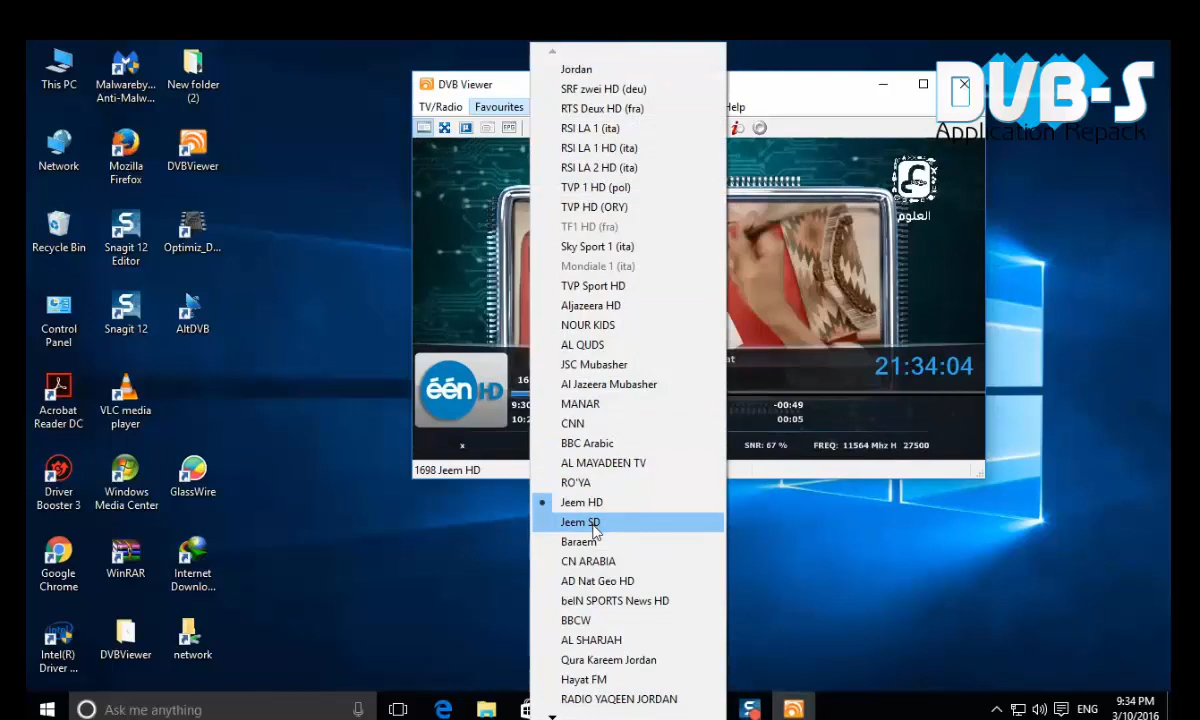 This PC
Malwareby...
Anti-Malw...
New folder
(2)
Network
Mozilla
Firefox
DVBViewer
Recycle Bin
Snagit 12
Editor
Optimiz_D...
Control
Panel
Snagit 12
AltDVB
Acrobat
Reader DC
VLC media
player
Driver
Booster 3
Windows
Media Center
GlassWire
Google
Chrome
WinRAR
Internet
Downlo...
Intel(R)
Driver ...
DVBViewer
network
DVB Viewer
TV/Radio
Favourites
Help
DVB-S
Application Repack
Jordan
SRF zwei HD (deu)
RTS Deux HD (fra)
RSI LA 1 (ita)
RSI LA 1 HD (ita)
RSI LA 2 HD (ita)
TVP 1 HD (pol)
TVP HD (ORY)
TF1 HD (fra)
Sky Sport 1 (ita)
Mondiale 1 (ita)
TVP Sport HD
Aljazeera HD
NOUR KIDS
AL QUDS
JSC Mubasher
Al Jazeera Mubasher
MANAR
CNN
BBC Arabic
AL MAYADEEN TV
RO'YA
Jeem HD
Jeem SD
Baraem
CN ARABIA
AD Nat Geo HD
beIN SPORTS News HD
BBCW
AL SHARJAH
Qura Kareem Jordan
Hayat FM
RADIO YAQEEN JORDAN
العلوم
één HD
21:34:04
-00:49
00:05
x
SNR: 67 %
FREQ: 11564 Mhz H 27500
1698 Jeem HD
Ask me anything
ENG
9:34 PM
3/10/2016